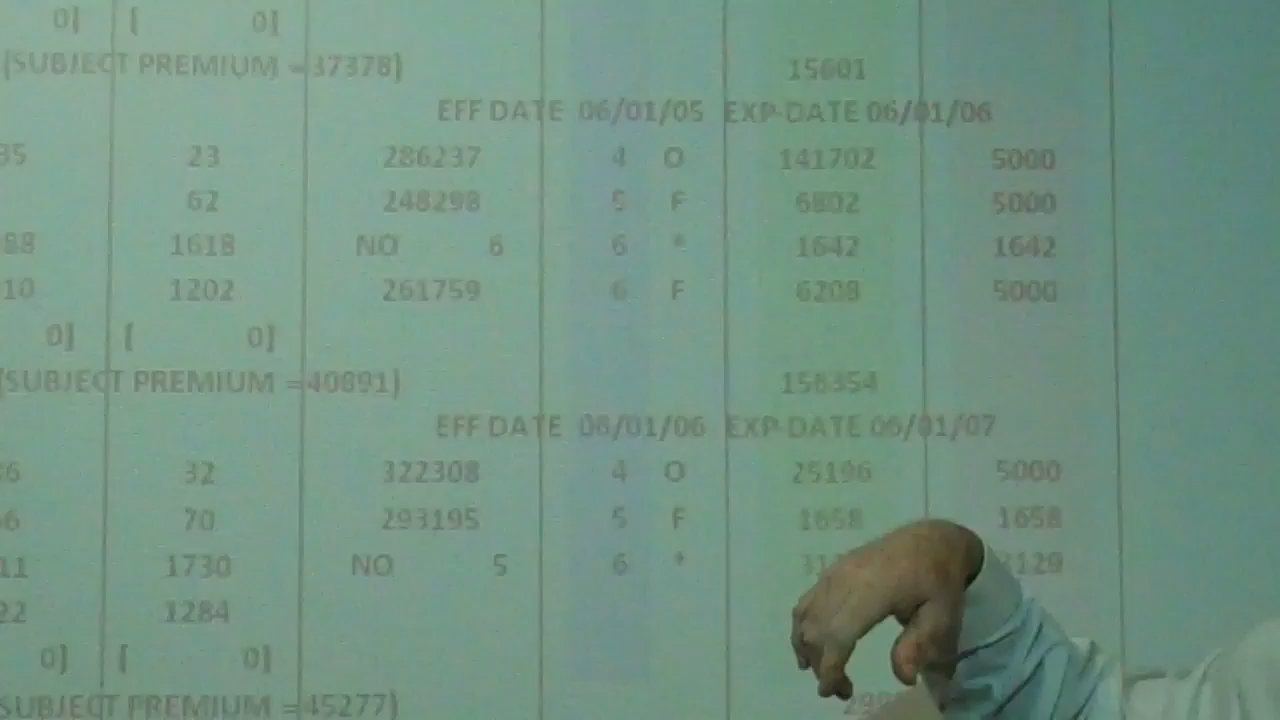 0] [ 0]
(SUBJECT PREMIUM = 37378) 15601
EFF DATE 06/01/05 EXP-DATE 06/01/06
35 23 286237 4 O 141702 5000
62 248298 5 F 6802 5000
88 1618 NO 6 6 * 1642 1642
10 1202 261759 6 F 6208 5000
0] [ 0]
(SUBJECT PREMIUM = 40891) 156354
EFF DATE 06/01/06 EXP-DATE 06/01/07
32 322308 4 O 25196 5000
70 293195 5 F 1658 1658
11 1730 NO 5 6 *
22 1284
0] [ 0]
SUBJECT PREMIUM = 45277)